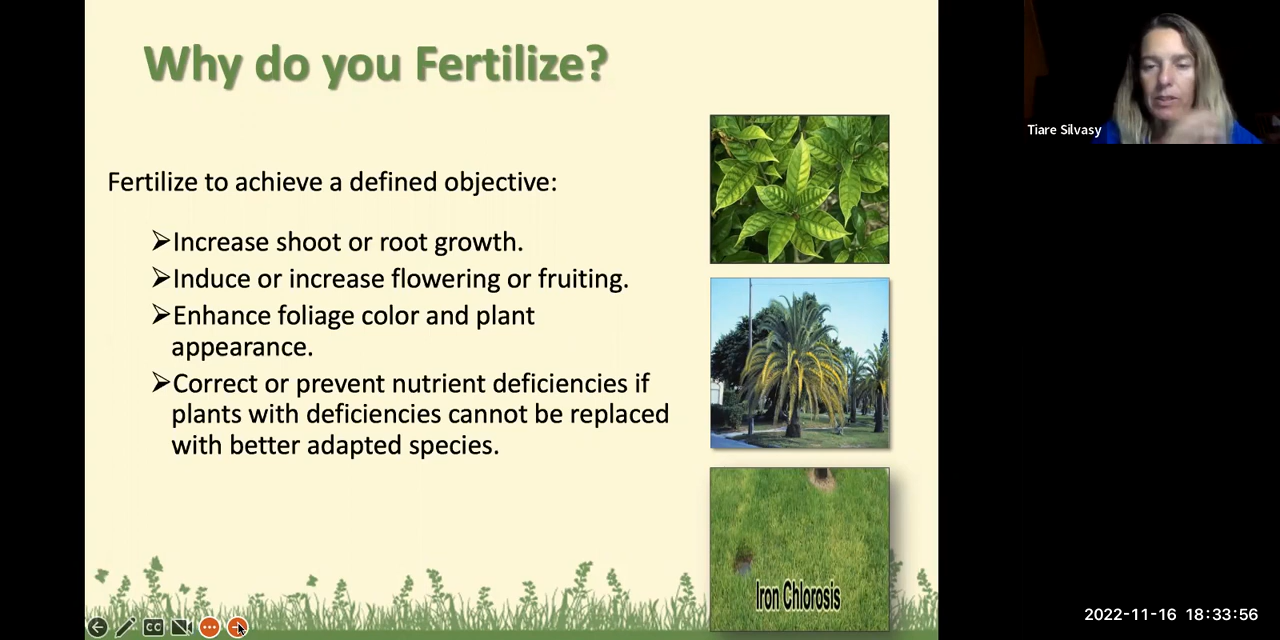 Why do you Fertilize?
Fertilize to achieve a defined objective:
➢Increase shoot or root growth.
➢Induce or increase flowering or fruiting.
➢Enhance foliage color and plant
appearance.
➢Correct or prevent nutrient deficiencies if
plants with deficiencies cannot be replaced
with better adapted species.
Iron Chlorosis
CC
Tiare Silvasy
2022-11-16 18:33:56